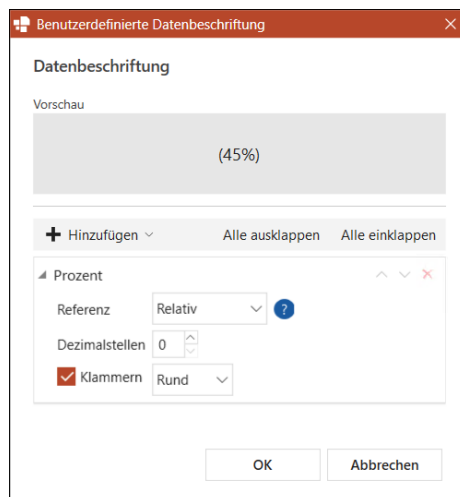 Benutzerdefinierte Datenbeschriftung
Datenbeschriftung
Vorschau
(45%)
Hinzufügen Alle ausklappen Alle einklappen
Prozent
Referenz Relativ ?
Dezimalstellen 0
Klammern Rund
OK Abbrechen